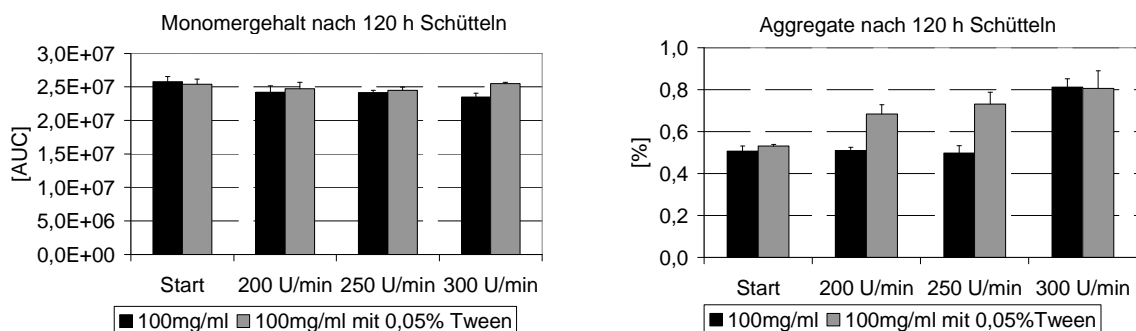 Monomergehalt nach 120 h Schütteln
3,0E+07
2,5E+07
2,0E+07
1,5E+07
1,0E+07
5,0E+06
0,0E+00
[AUC]
Start 200 U/min 250 U/min 300 U/min
100mg/ml 100mg/ml mit 0,05% Tween
Aggregate nach 120 h Schütteln
1,0
0,8
0,6
0,4
0,2
0,0
[%]
Start 200 U/min 250 U/min 300 U/min
100mg/ml 100mg/ml mit 0,05%Tween